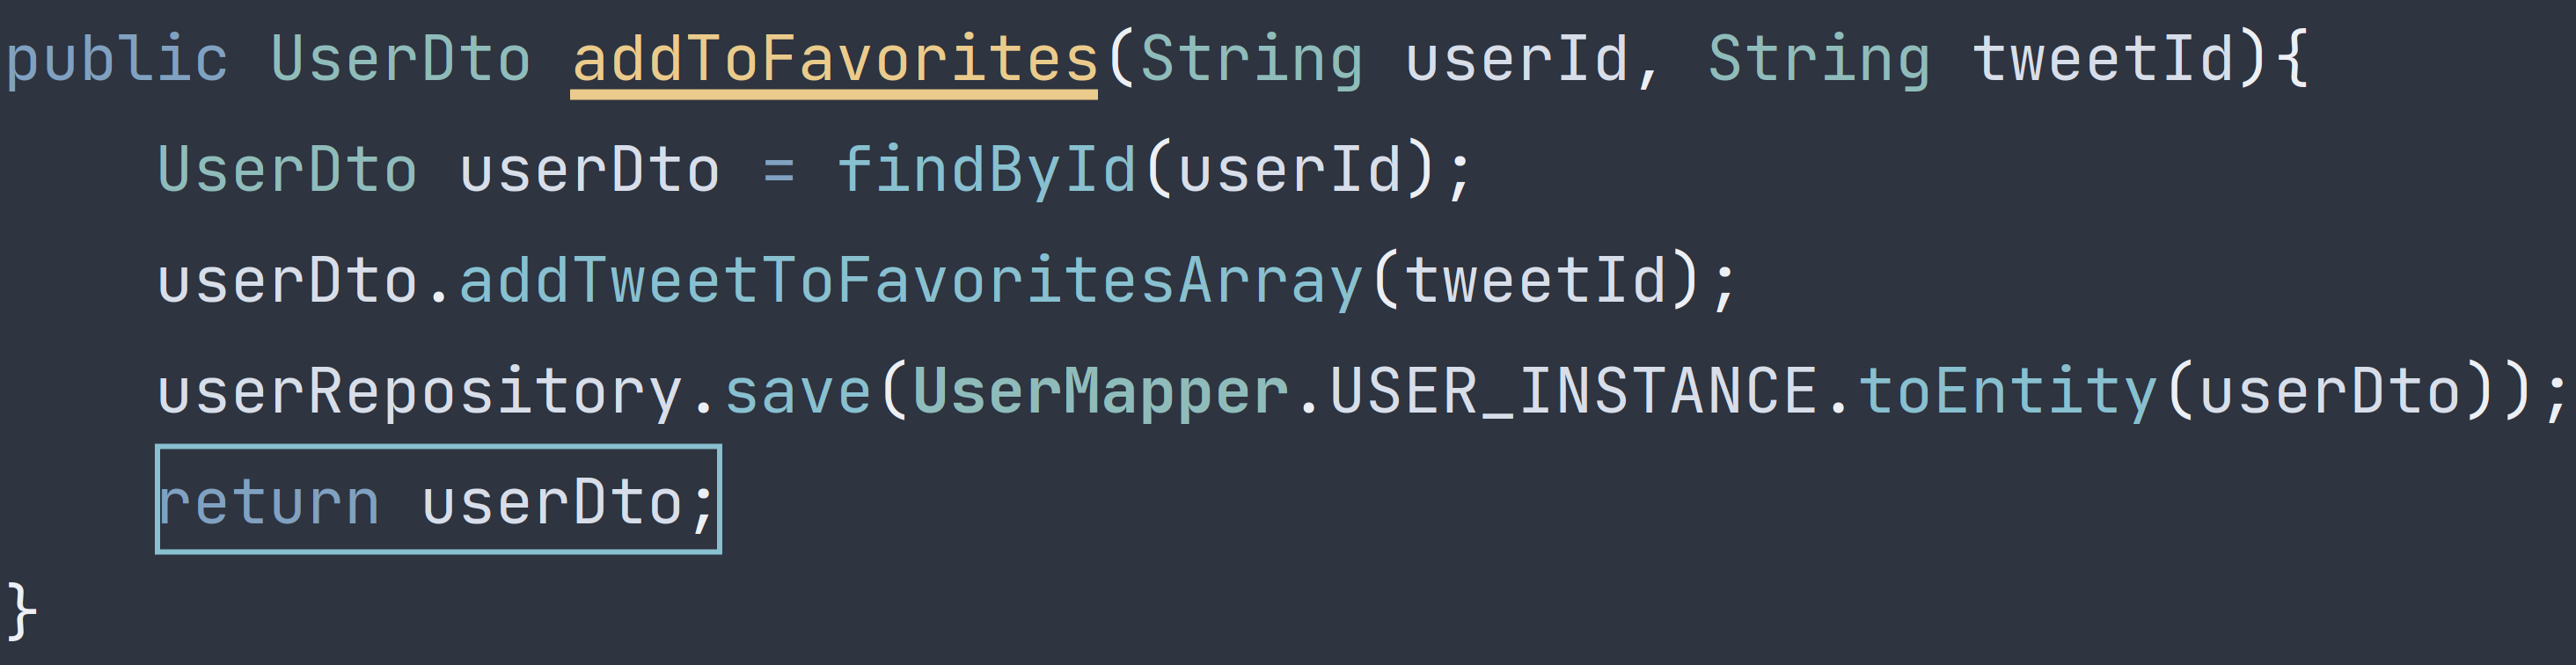 public UserDto addToFavorites(String userId, String tweetId){
    UserDto userDto = findById(userId);
    userDto.addTweetToFavoritesArray(tweetId);
    userRepository.save(UserMapper.USER_INSTANCE.toEntity(userDto));
    return userDto;
}